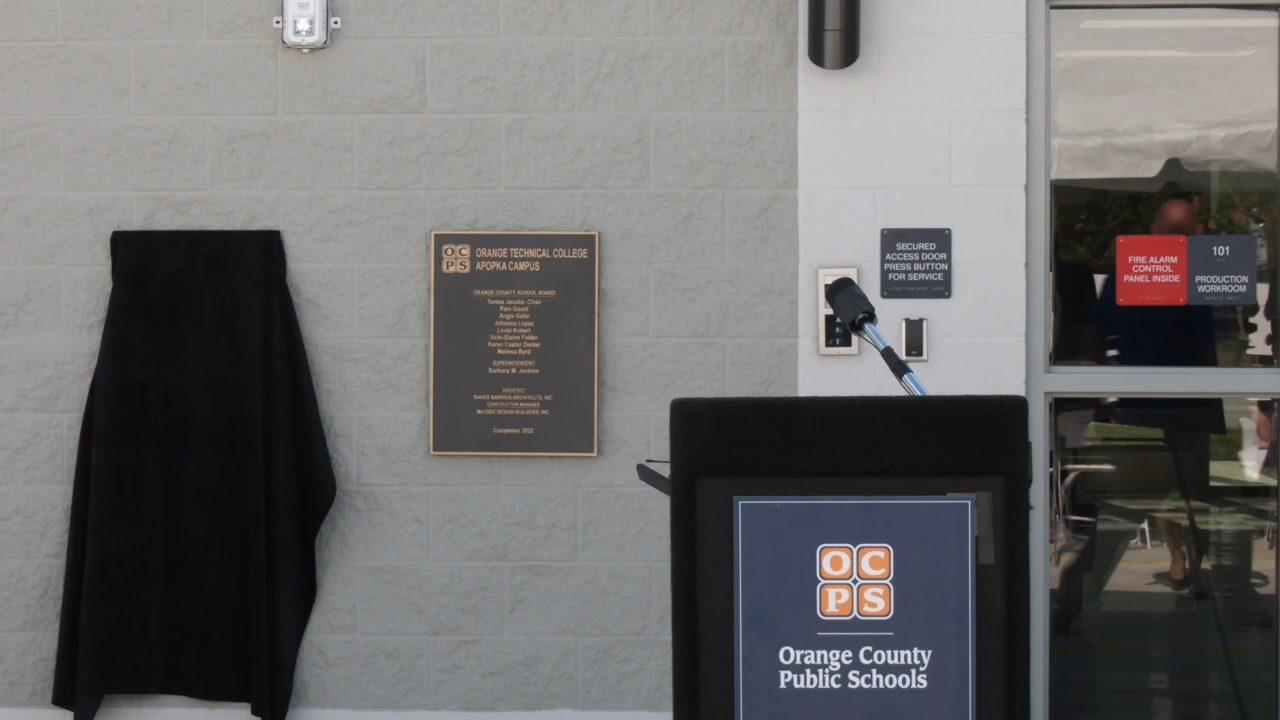 OC
PS
ORANGE TECHNICAL COLLEGE
APOPKA CAMPUS
ORANGE COUNTY SCHOOL BOARD
Teresa Jacobs - Chair
Pam Gould
Angie Gallo
Johanna López
Linda Kobert
Vicki-Elaine Felder
Karen Castor Dentel
Melissa Byrd
SUPERINTENDENT
Barbara M. Jenkins
ARCHITECT
BAKER BARRIOS ARCHITECTS, INC.
CONSTRUCTION MANAGER
McCREE DESIGN BUILDERS, INC.
Completed 2022
SECURED
ACCESS DOOR
PRESS BUTTON
FOR SERVICE
FIRE ALARM
CONTROL
PANEL INSIDE
101
PRODUCTION
WORKROOM
OC
PS
Orange County
Public Schools